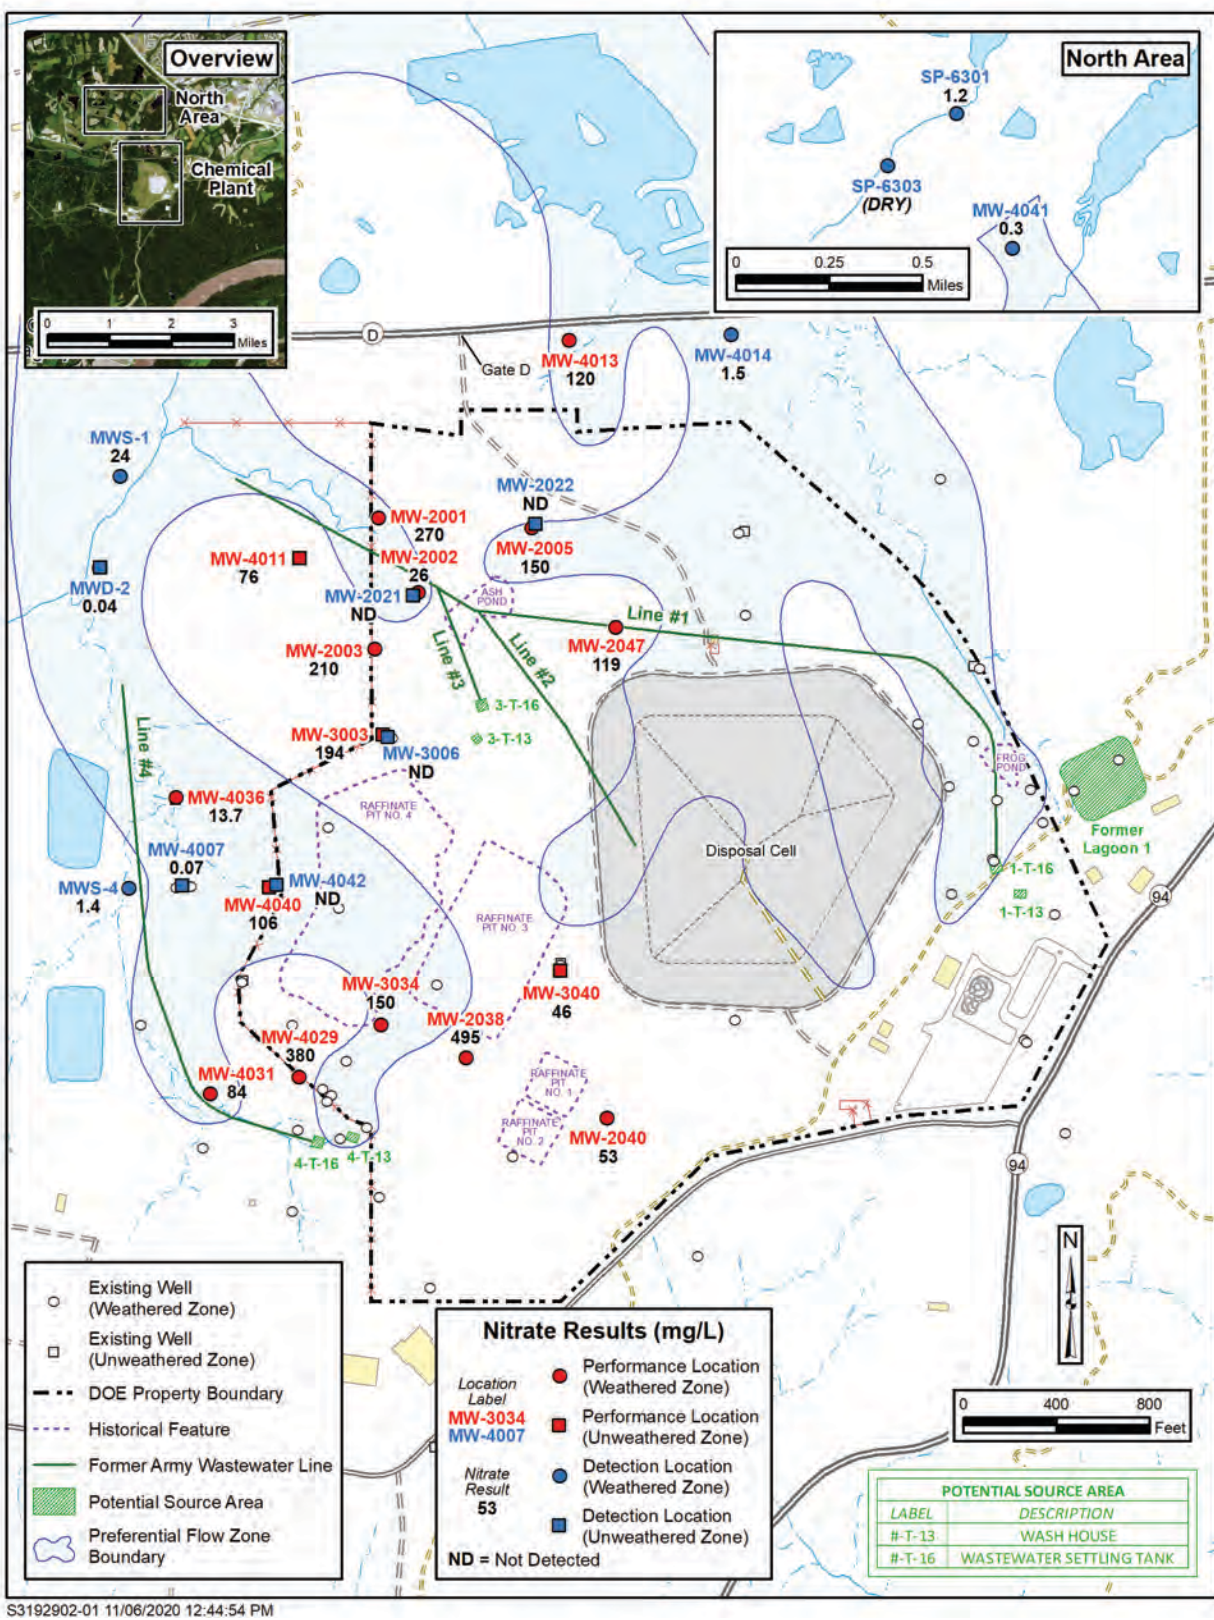 Overview
North
Area
Chemical
Plant
0 1 2 3
Miles
North Area
SP-6301
1.2
SP-6303
(DRY)
MW-4041
0.3
0 0.25 0.5
Miles
D
Gate D
MW-4013
120
MW-4014
1.5
MWS-1
24
MW-2022
ND
MW-2001
270
MW-2005
150
MW-2002
26
MW-4011
76
MWD-2
0.04
MW-2021
ND
ASH
POND
Line #1
MW-2047
119
MW-2003
210
Line #3
Line #2
3-T-16
3-T-13
Line #4
MW-3003
194
MW-3006
ND
FROG
POND
MW-4036
13.7
RAFFINATE
PIT NO. 4
Former
Lagoon 1
MW-4007
0.07
Disposal Cell
MWS-4
1.4
MW-4042
ND
MW-4040
106
1-T-16
1-T-13
94
RAFFINATE
PIT NO. 3
MW-3034
150
MW-3040
46
MW-2038
495
MW-4029
380
MW-4031
84
RAFFINATE
PIT
NO. 1
RAFFINATE
PIT
NO. 2
MW-2040
53
4-T-16
4-T-13
94
N
Existing Well
(Weathered Zone)
Existing Well
(Unweathered Zone)
DOE Property Boundary
Historical Feature
Former Army Wastewater Line
Potential Source Area
Preferential Flow Zone
Boundary
Nitrate Results (mg/L)
Location
Label
MW-3034
MW-4007
Nitrate
Result
53
Performance Location
(Weathered Zone)
Performance Location
(Unweathered Zone)
Detection Location
(Weathered Zone)
Detection Location
(Unweathered Zone)
ND = Not Detected
0 400 800
Feet
POTENTIAL SOURCE AREA
LABEL DESCRIPTION
#-T-13 WASH HOUSE
#-T-16 WASTEWATER SETTLING TANK
S3192902-01 11/06/2020 12:44:54 PM